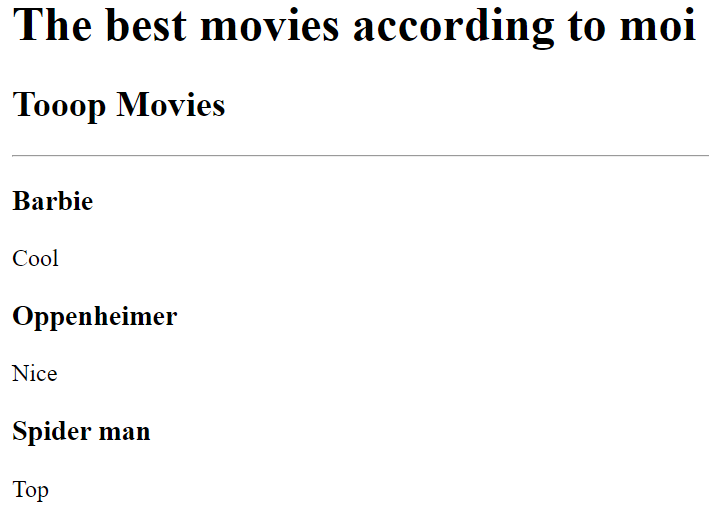 The best movies according to moi
Tooop Movies
Barbie
Cool
Oppenheimer
Nice
Spider man
Top